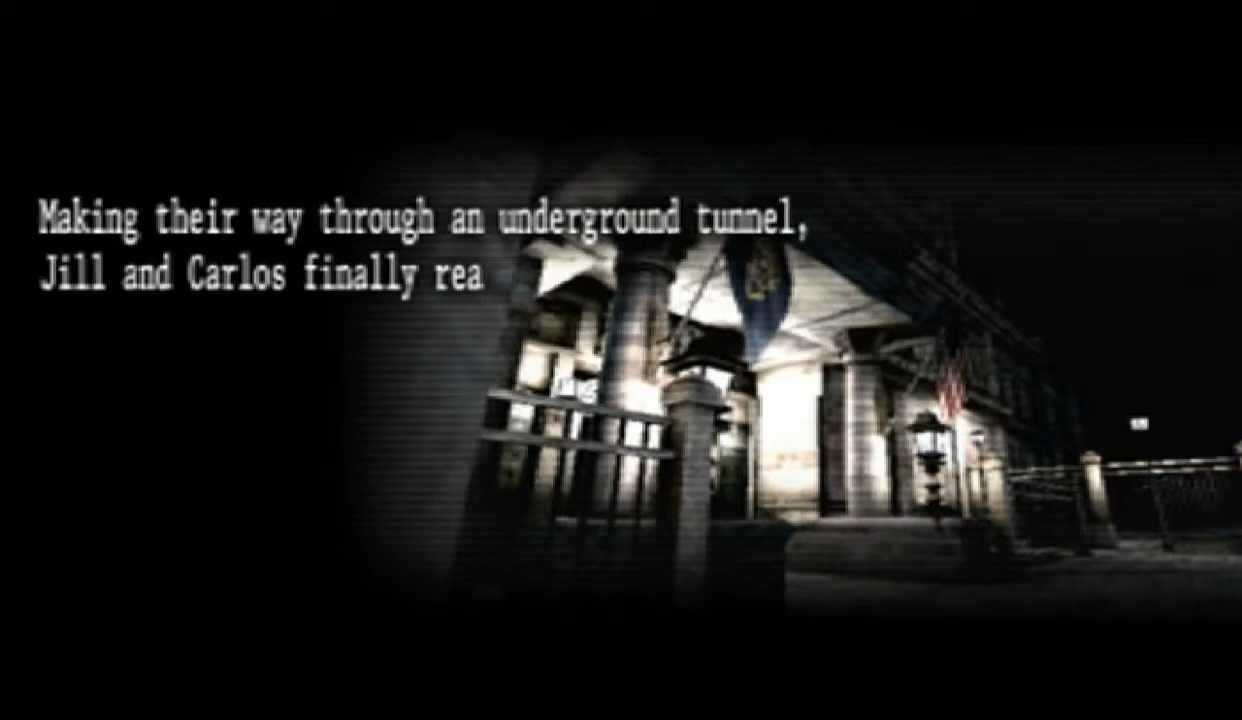 Making their way through an underground tunnel,
Jill and Carlos finally rea